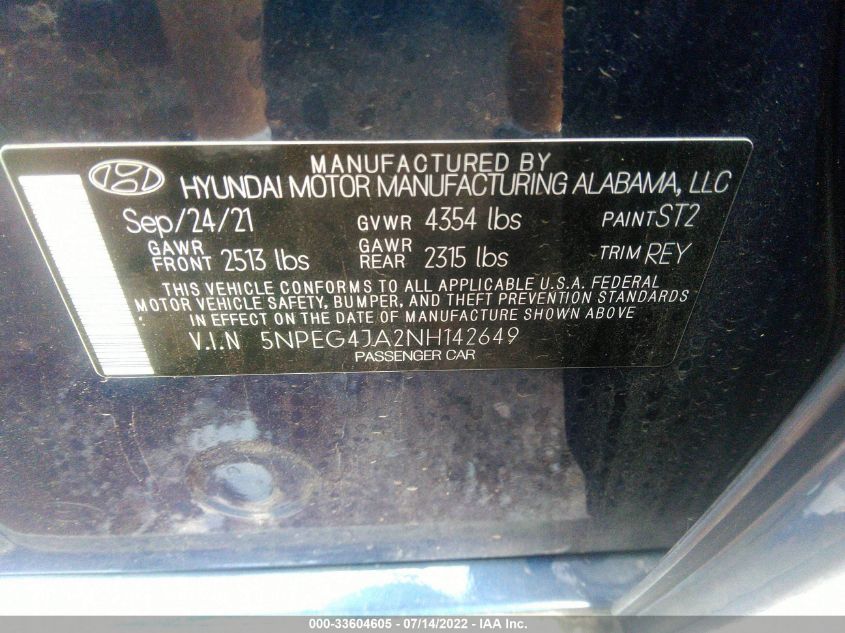 MANUFACTURED BY
HYUNDAI MOTOR MANUFACTURING ALABAMA, LLC
Sep/24/21 GVWR 4354 lbs PAINT ST2
GAWR FRONT 2513 lbs GAWR REAR 2315 lbs TRIM REY
THIS VEHICLE CONFORMS TO ALL APPLICABLE U.S.A. FEDERAL
MOTOR VEHICLE SAFETY, BUMPER, AND THEFT PREVENTION STANDARDS
IN EFFECT ON THE DATE OF MANUFACTURE SHOWN ABOVE
V.I.N 5NPEG4JA2NH142649
PASSENGER CAR
000-33604605 - 07/14/2022 - IAA Inc.